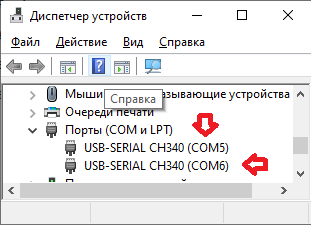 Диспетчер устройств
Файл Действие Вид Справка
Справка
Мыши
зывающие устройства
Очереди печати
Порты (COM и LPT)
USB-SERIAL CH340 (COM5)
USB-SERIAL CH340 (COM6)